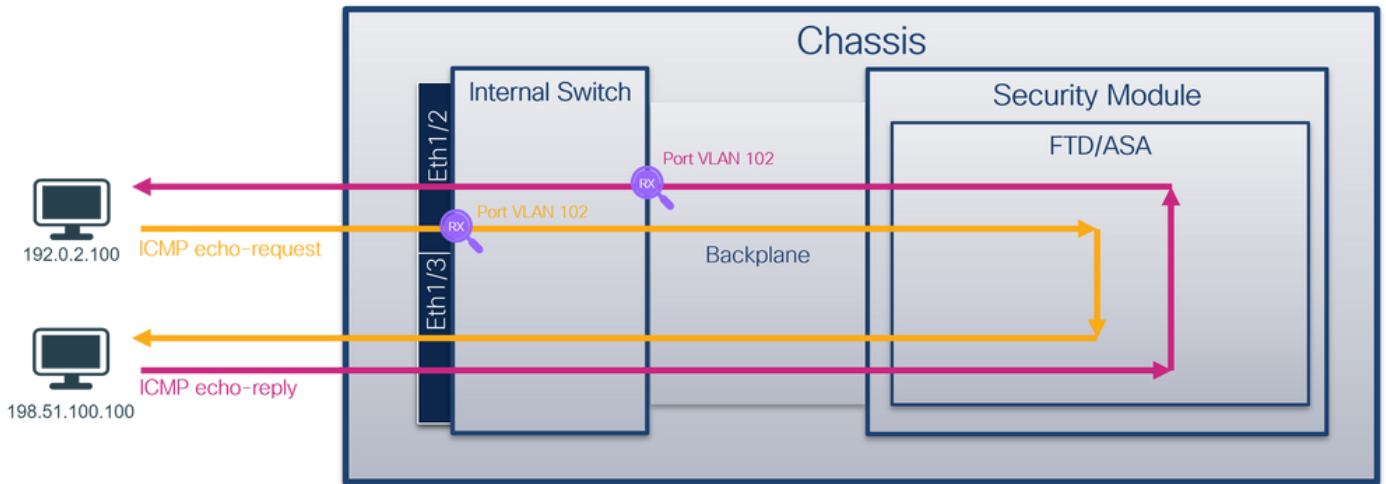 Chassis
Internal Switch
Security Module
FTD/ASA
Eth1/2
Port VLAN 102
RX
Port VLAN 102
RX
192.0.2.100
ICMP echo-request
Backplane
Eth1/3
ICMP echo-reply
198.51.100.100